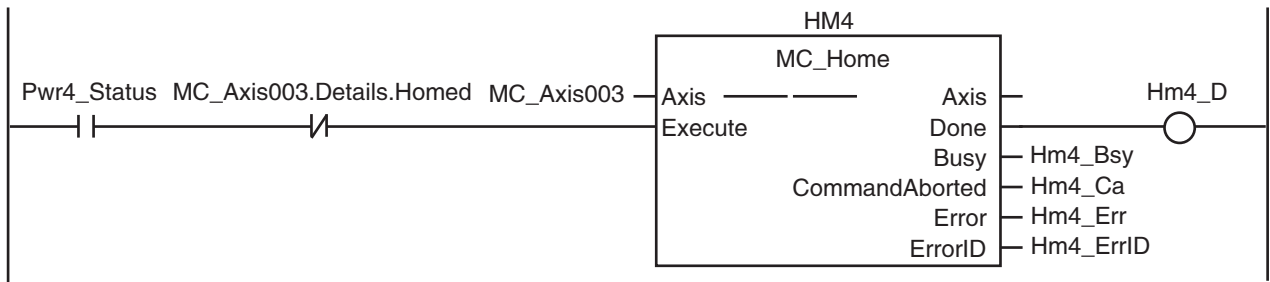 HM4
MC_Home
Pwr4_Status MC_Axis003.Details.Homed MC_Axis003 Axis Axis Hm4_D
Execute Done
Busy Hm4_Bsy
CommandAborted Hm4_Ca
Error Hm4_Err
ErrorID Hm4_ErrID